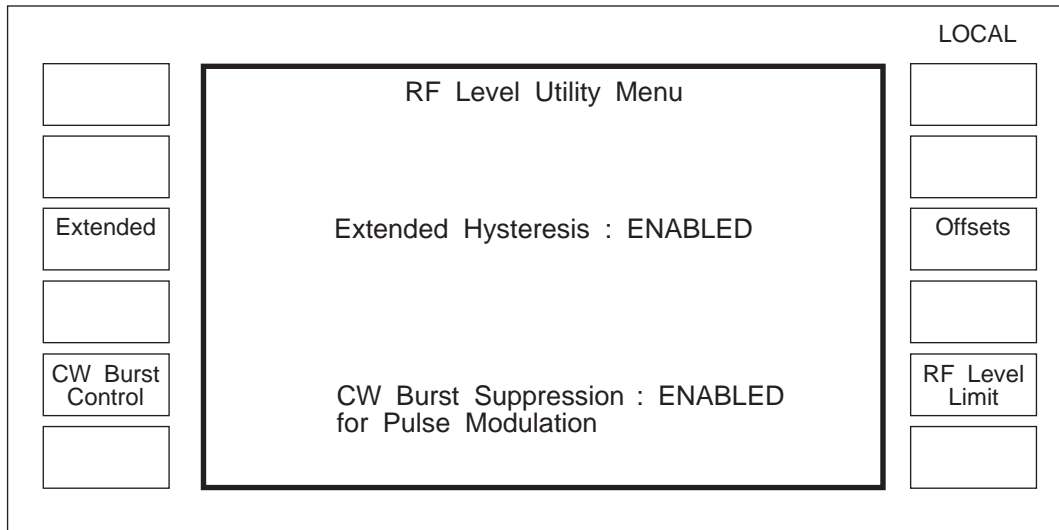 LOCAL
RF Level Utility Menu
Extended
Extended Hysteresis : ENABLED
Offsets
CW Burst
Control
CW Burst Suppression : ENABLED
for Pulse Modulation
RF Level
Limit